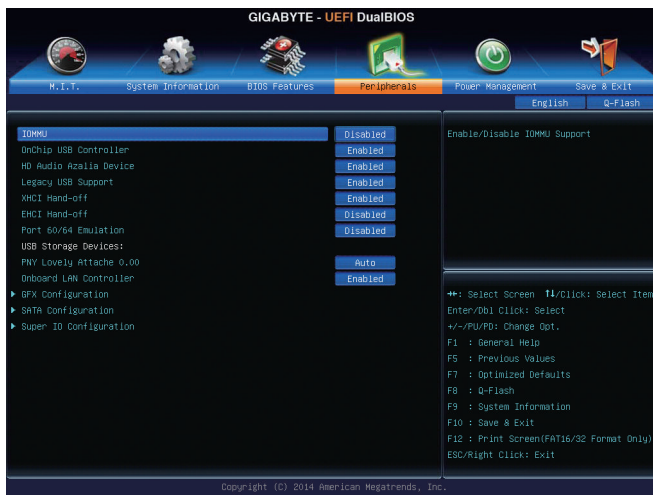 GIGABYTE - UEFI DualBIOS
M.I.T. System Information BIOS Features Peripherals Power Management Save & Exit
English Q-Flash
IOMMU Disabled
OnChip USB Controller Enabled
HD Audio Azalia Device Enabled
Legacy USB Support Enabled
XHCI Hand-off Enabled
EHCI Hand-off Disabled
Port 60/64 Emulation Disabled
USB Storage Devices:
PNY Lovely Attache 0.00 Auto
Onboard LAN Controller Enabled
GFX Configuration
SATA Configuration
Super IO Configuration
Enable/Disable IOMMU Support
→←: Select Screen ↑↓/Click: Select Item
Enter/Dbl Click: Select
+/-/PU/PD: Change Opt.
F1 : General Help
F5 : Previous Values
F7 : Optimized Defaults
F8 : Q-Flash
F9 : System Information
F10 : Save & Exit
F12 : Print Screen(FAT16/32 Format Only)
ESC/Right Click: Exit
Copyright (C) 2014 American Megatrends, Inc.